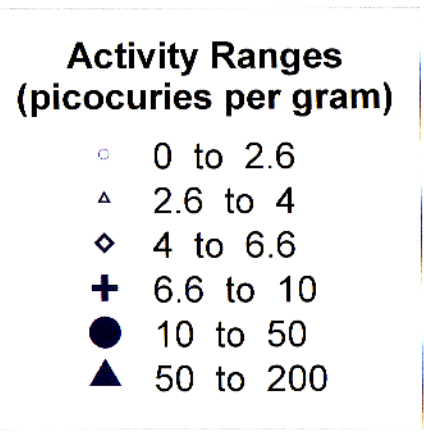 Activity Ranges
(picocuries per gram)
0 to 2.6
2.6 to 4
4 to 6.6
6.6 to 10
10 to 50
50 to 200